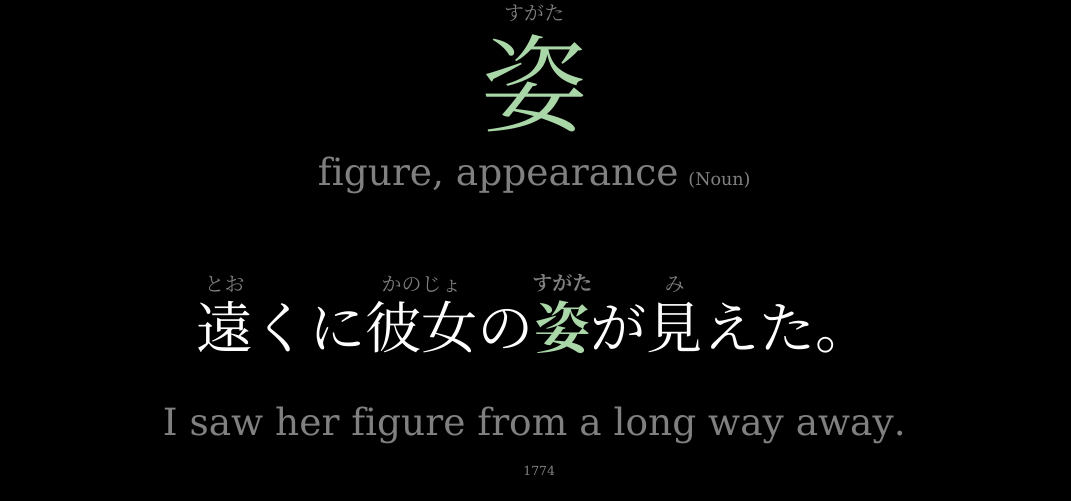 すがた
姿
figure, appearance (Noun)
とお かのじょ すがた み
遠くに彼女の姿が見えた。
I saw her figure from a long way away.
1774